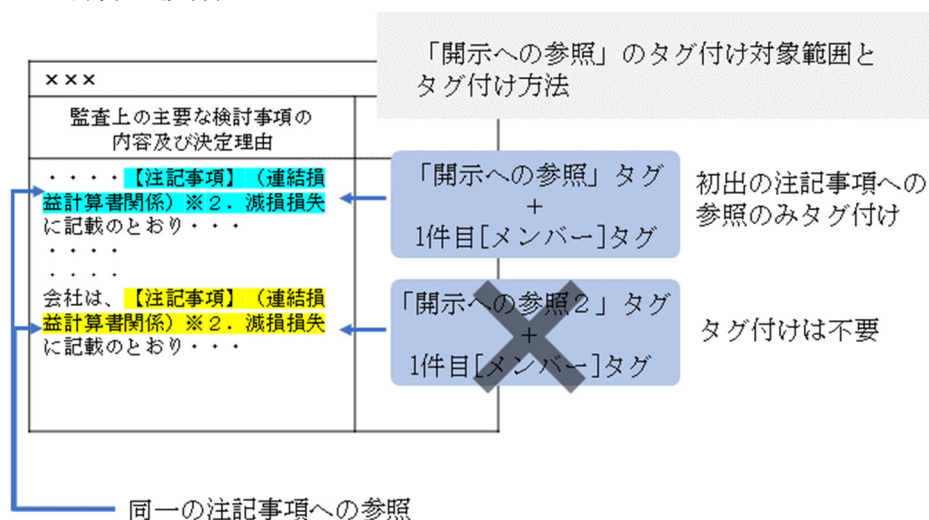 「開示への参照」のタグ付け対象範囲と
タグ付け方法
×××
監査上の主要な検討事項の
内容及び決定理由
・・・・【注記事項】（連結損
益計算書関係）※２．減損損失
に記載のとおり・・・
・・・・
・・・・
会社は、【注記事項】（連結損
益計算書関係）※２．減損損失
に記載のとおり・・・
「開示への参照」タグ
+
1件目[メンバー]タグ
初出の注記事項への
参照のみタグ付け
「開示への参照２」タグ
+
1件目[メンバー]タグ
タグ付けは不要
同一の注記事項への参照